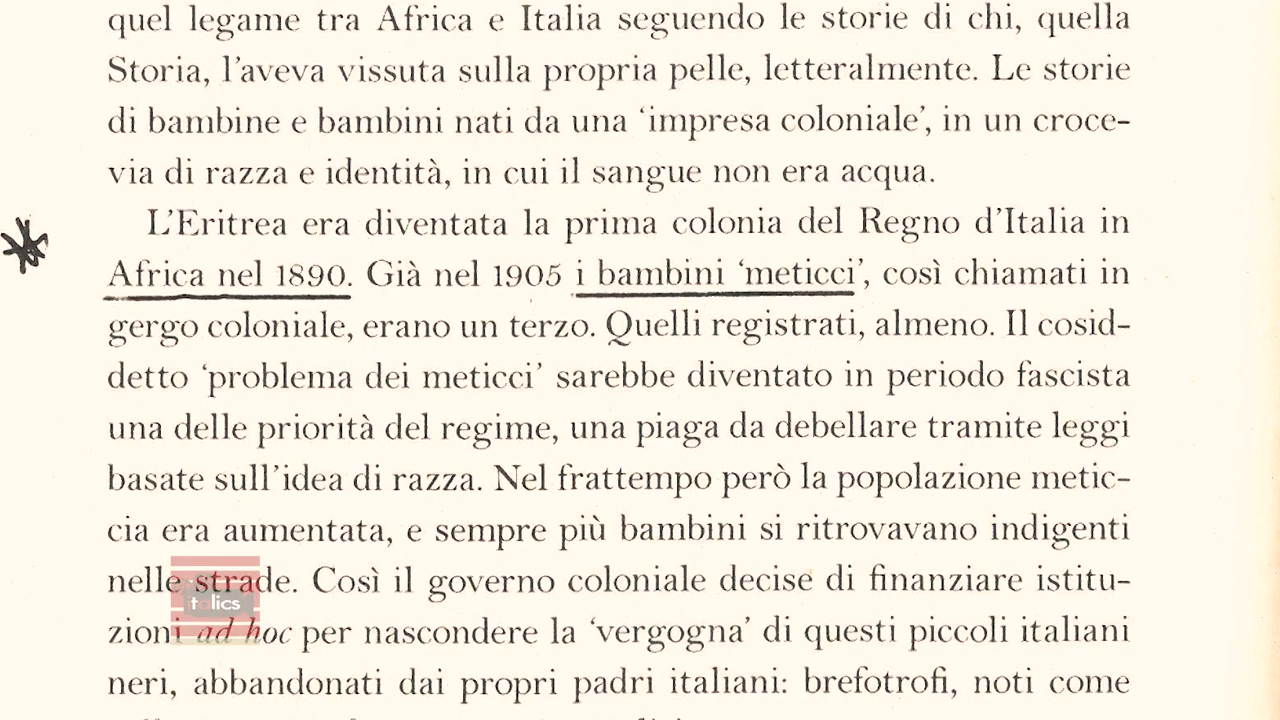 quel legame tra Africa e Italia seguendo le storie di chi, quella
Storia, l'aveva vissuta sulla propria pelle, letteralmente. Le storie
di bambine e bambini nati da una ‘impresa coloniale’, in un croce-
via di razza e identità, in cui il sangue non era acqua.
L'Eritrea era diventata la prima colonia del Regno d'Italia in
Africa nel 1890. Già nel 1905 i bambini ‘meticci’, così chiamati in
gergo coloniale, erano un terzo. Quelli registrati, almeno. Il cosid-
detto ‘problema dei meticci’ sarebbe diventato in periodo fascista
una delle priorità del regime, una piaga da debellare tramite leggi
basate sull'idea di razza. Nel frattempo però la popolazione metic-
cia era aumentata, e sempre più bambini si ritrovavano indigenti
nelle strade. Così il governo coloniale decise di finanziare istitu-
italics
zioni ad hoc per nascondere la ‘vergogna’ di questi piccoli italiani
neri, abbandonati dai propri padri italiani: brefotrofi, noti come